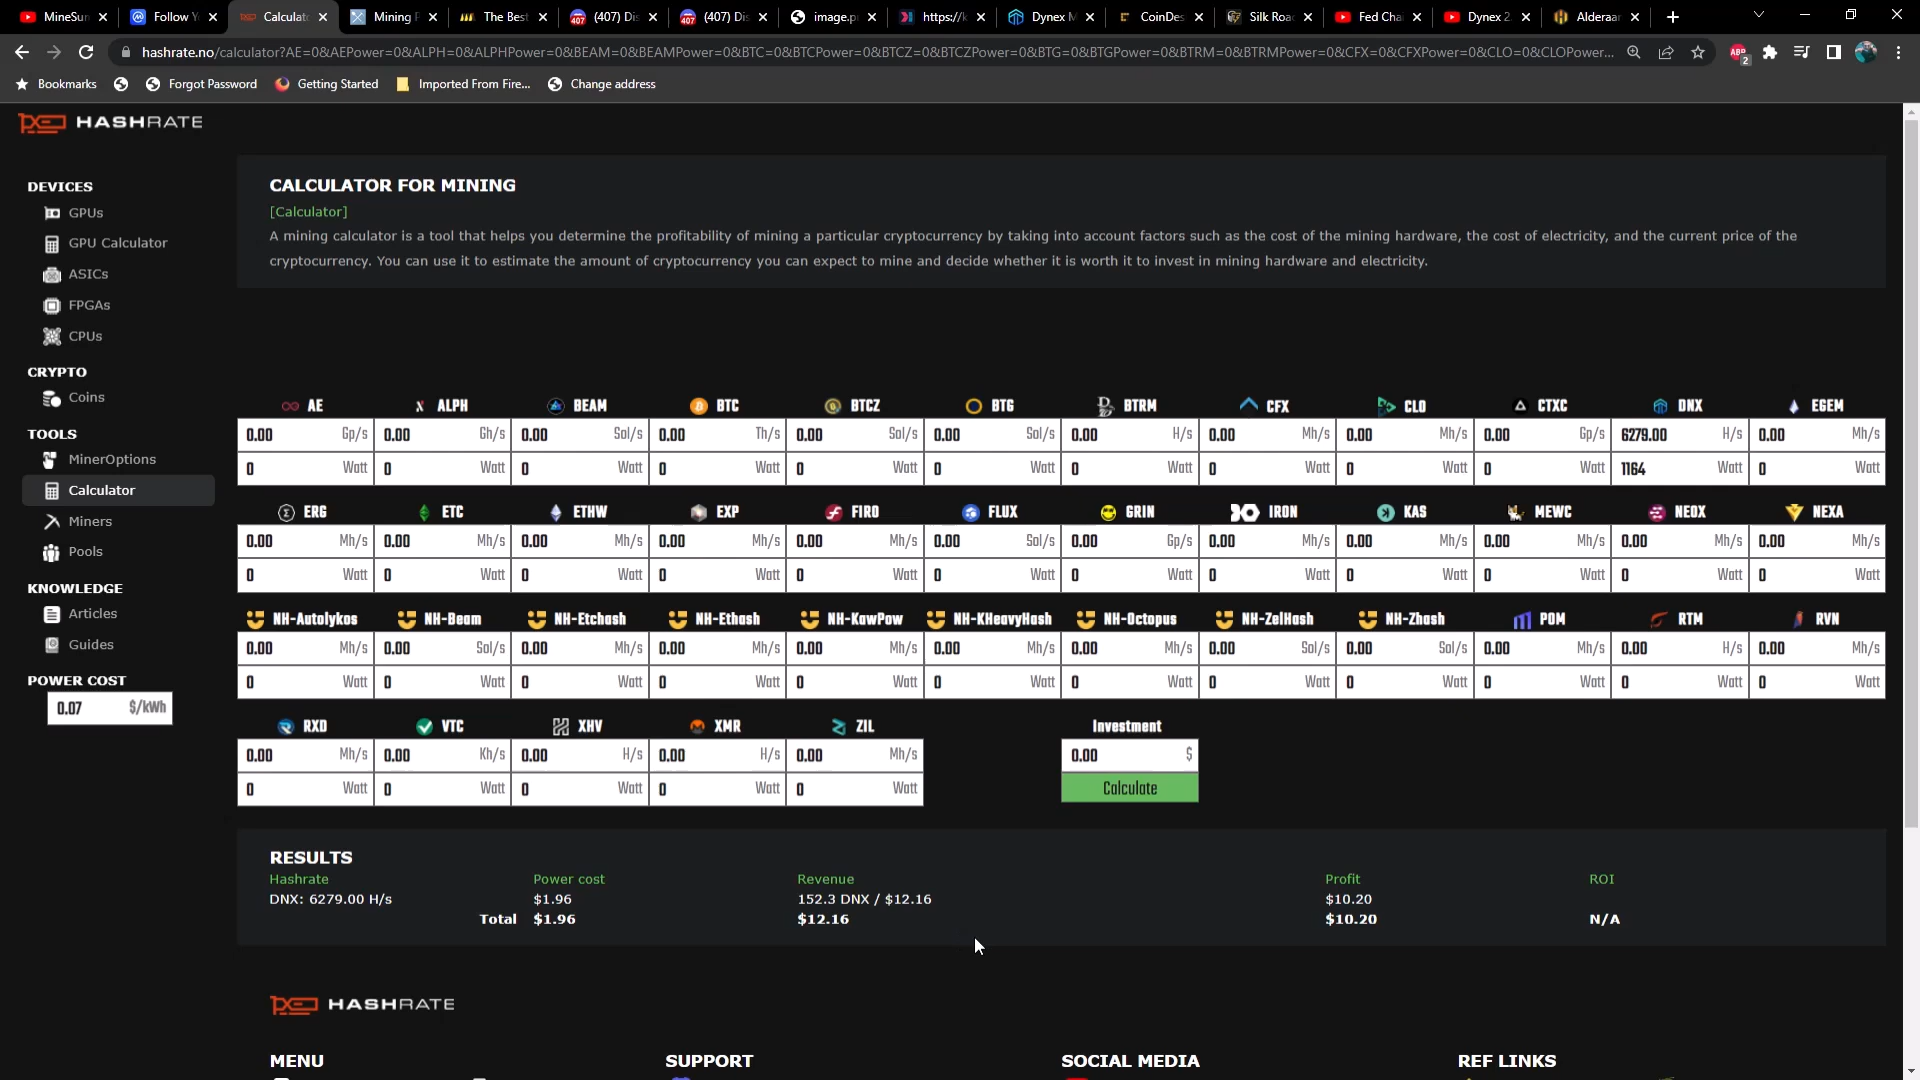 MineSun
Follow Y
Calculat
Mining P
The Best
(407) Dis
(407) Dis
image.p
https://k
Dynex M
CoinDes
Silk Roa
Fed Chai
Dynex 2
Alderaan
hashrate.no/calculator?AE=0&AEPower=0&ALPH=0&ALPHPower=0&BEAM=0&BEAMPower=0&BTC=0&BTCPower=0&BTCZ=0&BTCZPower=0&BTG=0&BTGPower=0&BTRM=0&BTRMPower=0&CFX=0&CFXPower=0&CLO=0&CLOPower...
ABP 2
Bookmarks
Forgot Password
Getting Started
Imported From Fire...
Change address
HASHRATE
DEVICES
GPUs
GPU Calculator
ASICs
FPGAs
CPUs
CRYPTO
Coins
TOOLS
MinerOptions
Calculator
Miners
Pools
KNOWLEDGE
Articles
Guides
POWER COST
0.07 $/kWh
CALCULATOR FOR MINING
[Calculator]
A mining calculator is a tool that helps you determine the profitability of mining a particular cryptocurrency by taking into account factors such as the cost of the mining hardware, the cost of electricity, and the current price of the
cryptocurrency. You can use it to estimate the amount of cryptocurrency you can expect to mine and decide whether it is worth it to invest in mining hardware and electricity.
AE ALPH BEAM BTC BTCZ BTG BTRM CFX CLO CTXC DNX EGEM
0.00 Gp/s 0.00 Gh/s 0.00 Sol/s 0.00 Th/s 0.00 Sol/s 0.00 Sol/s 0.00 H/s 0.00 Mh/s 0.00 Mh/s 0.00 Gp/s 6279.00 H/s 0.00 Mh/s
0 Watt 0 Watt 0 Watt 0 Watt 0 Watt 0 Watt 0 Watt 0 Watt 0 Watt 0 Watt 1164 Watt 0 Watt
ERG ETC ETHW EXP FIRO FLUX GRIN IRON KAS MEWC NEOX NEXA
0.00 Mh/s 0.00 Mh/s 0.00 Mh/s 0.00 Mh/s 0.00 Mh/s 0.00 Sol/s 0.00 Gp/s 0.00 Mh/s 0.00 Mh/s 0.00 Mh/s 0.00 Mh/s 0.00 Mh/s
0 Watt 0 Watt 0 Watt 0 Watt 0 Watt 0 Watt 0 Watt 0 Watt 0 Watt 0 Watt 0 Watt 0 Watt
NH-Autolykos NH-Beam NH-Etchash NH-Ethash NH-KawPow NH-KHeavyHash NH-Octopus NH-ZelHash NH-Zhash POM RTM RVN
0.00 Mh/s 0.00 Sol/s 0.00 Mh/s 0.00 Mh/s 0.00 Mh/s 0.00 Mh/s 0.00 Mh/s 0.00 Sol/s 0.00 Sol/s 0.00 Mh/s 0.00 H/s 0.00 Mh/s
0 Watt 0 Watt 0 Watt 0 Watt 0 Watt 0 Watt 0 Watt 0 Watt 0 Watt 0 Watt 0 Watt 0 Watt
RXD VTC XHV XMR ZIL Investment
0.00 Mh/s 0.00 Kh/s 0.00 H/s 0.00 H/s 0.00 Mh/s 0.00 $
0 Watt 0 Watt 0 Watt 0 Watt 0 Watt Calculate
RESULTS
Hashrate Power cost Revenue Profit ROI
DNX: 6279.00 H/s $1.96 152.3 DNX / $12.16 $10.20
Total $1.96 $12.16 $10.20 N/A
HASHRATE
MENU SUPPORT SOCIAL MEDIA REF LINKS